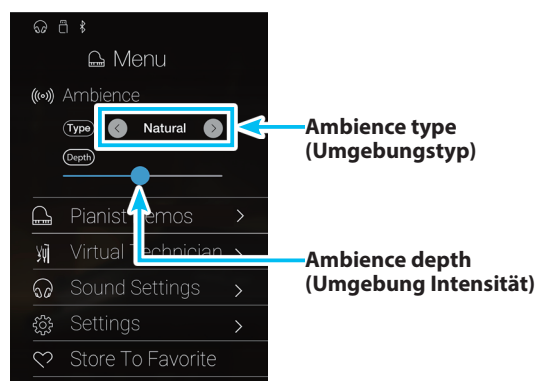 Menu
Ambience
Type
Natural
Depth
Pianist Demos
Virtual Technician
Sound Settings
Settings
Store To Favorite
Ambience type
(Umgebungstyp)
Ambience depth
(Umgebung Intensität)